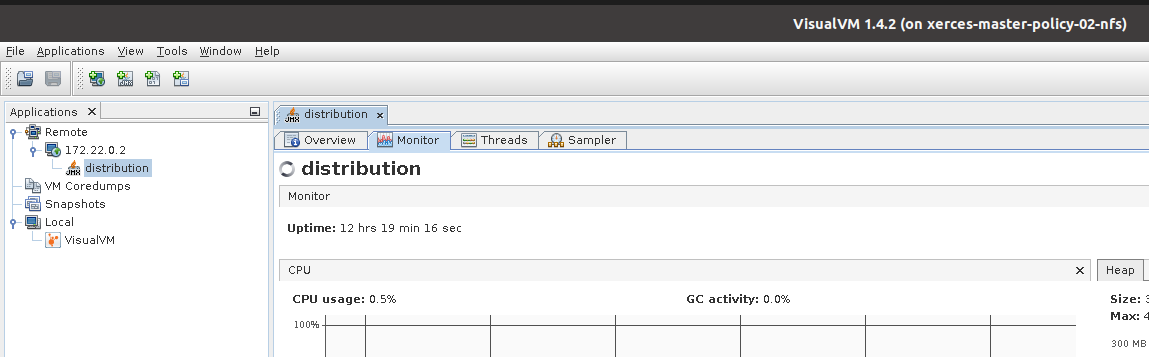 VisualVM 1.4.2 (on xerces-master-policy-02-nfs)
File Applications View Tools Window Help
Applications
Remote
172.22.0.2
JMX distribution
VM Coredumps
Snapshots
Local
VisualVM
JMX distribution
Overview Monitor Threads Sampler
distribution
Monitor
Uptime: 12 hrs 19 min 16 sec
CPU
Heap
CPU usage: 0.5% GC activity: 0.0%
Size: 3
Max: 4
100%
300 MB